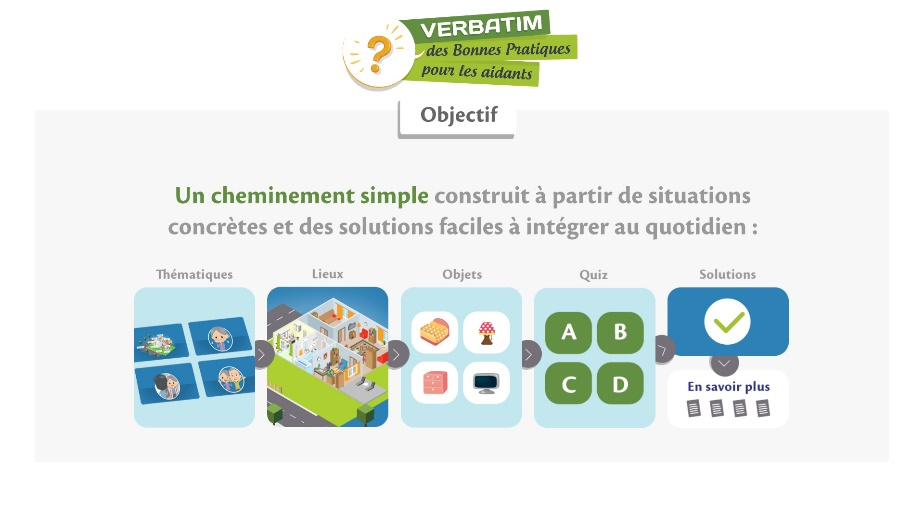 ?
VERBATIM
des Bonnes Pratiques
pour les aidants
Objectif
Un cheminement simple construit à partir de situations
concrètes et des solutions faciles à intégrer au quotidien :
Thématiques
Lieux
Objets
Quiz
Solutions
A B
C D
En savoir plus